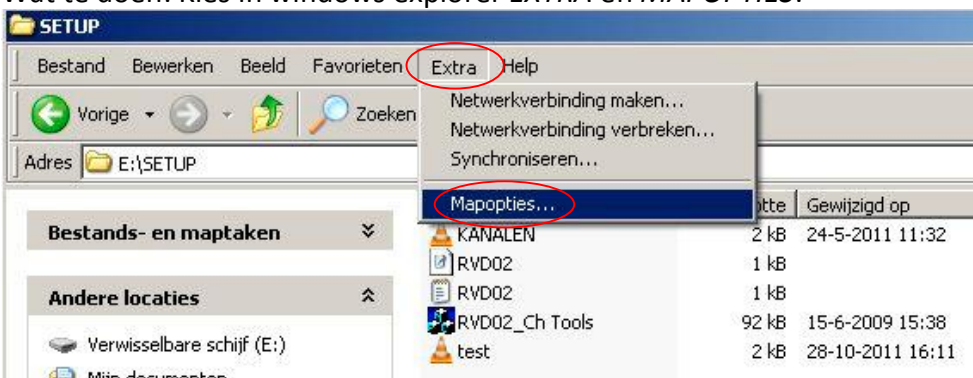 SETUP
Bestand Bewerken Beeld Favorieten Extra Help
Vorige Zoeken
Netwerkverbinding maken...
Netwerkverbinding verbreken...
Synchroniseren...
Mapopties...
Adres E:\SETUP
Gewijzigd op
Bestands- en maptaken
KANALEN 2 kB 24-5-2011 11:32
RVD02 1 kB
RVD02 1 kB
RVD02_Ch Tools 92 kB 15-6-2009 15:38
test 2 kB 28-10-2011 16:11
Andere locaties
Verwisselbare schijf (E:)